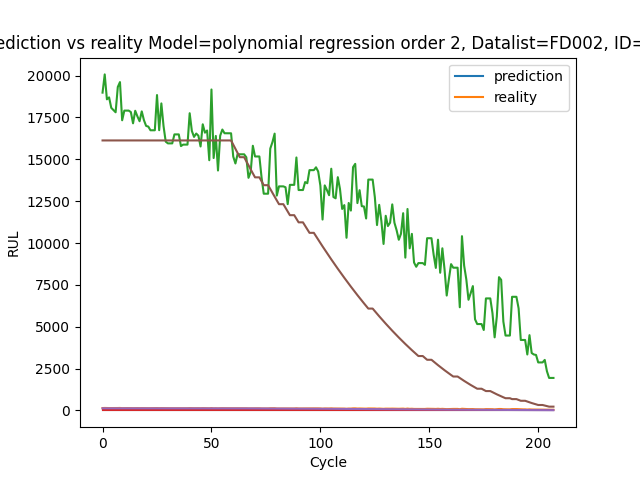 ediction vs reality Model=polynomial regression order 2, Datalist=FD002, ID=
prediction
reality
20000
17500
15000
12500
10000
7500
5000
2500
0
RUL
0 50 100 150 200
Cycle